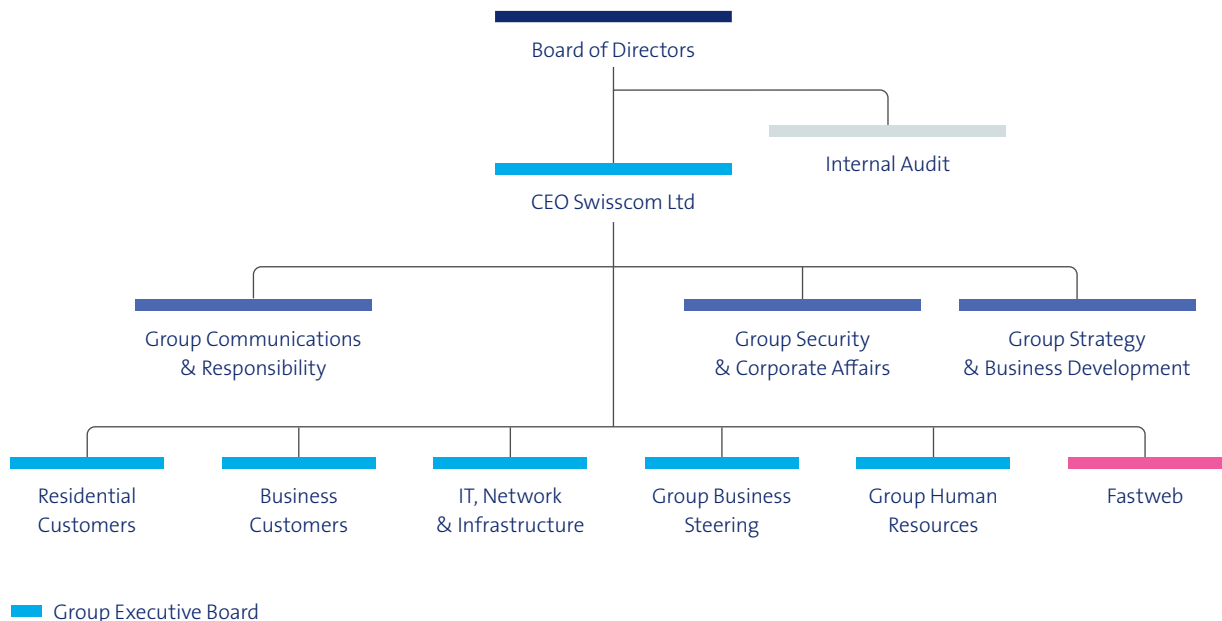 Board of Directors
Internal Audit
CEO Swisscom Ltd
Group Communications
& Responsibility
Group Security
& Corporate Affairs
Group Strategy
& Business Development
Residential
Customers
Business
Customers
IT, Network
& Infrastructure
Group Business
Steering
Group Human
Resources
Fastweb
Group Executive Board